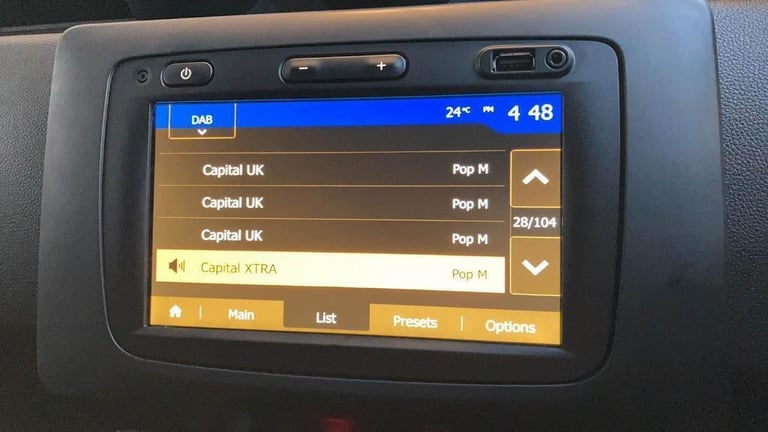 − +
DAB 24°C PM 4 48
Capital UK Pop M
Capital UK Pop M
28/104
Capital UK Pop M
Capital XTRA Pop M
Main List Presets Options